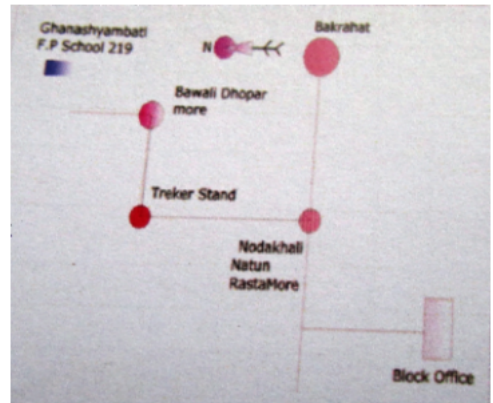 Ghanashyambati
F.P School 219
N
Bakrahat
Bawali Dhopar
more
Treker Stand
Nodakhali
Natun
RastaMore
Block Office